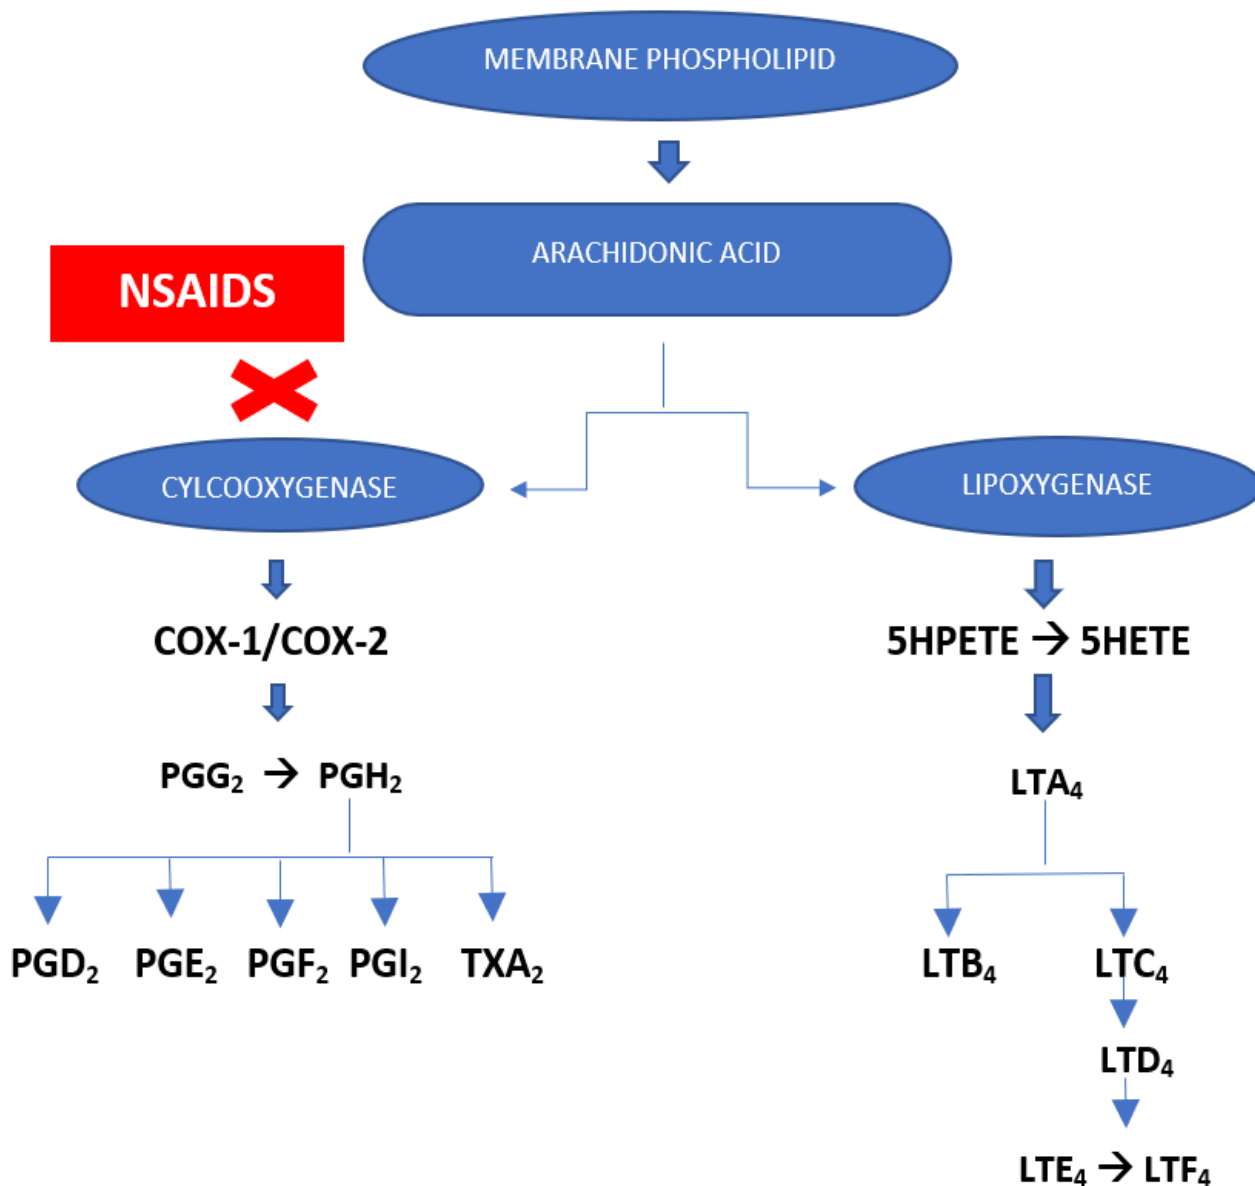 MEMBRANE PHOSPHOLIPID
ARACHIDONIC ACID
NSAIDS
CYLCOOXYGENASE
LIPOXYGENASE
COX-1/COX-2
5HPETE → 5HETE
PGG₂ → PGH₂
LTA₄
PGD₂ PGE₂ PGF₂ PGI₂ TXA₂
LTB₄ LTC₄
LTD₄
LTE₄ → LTF₄